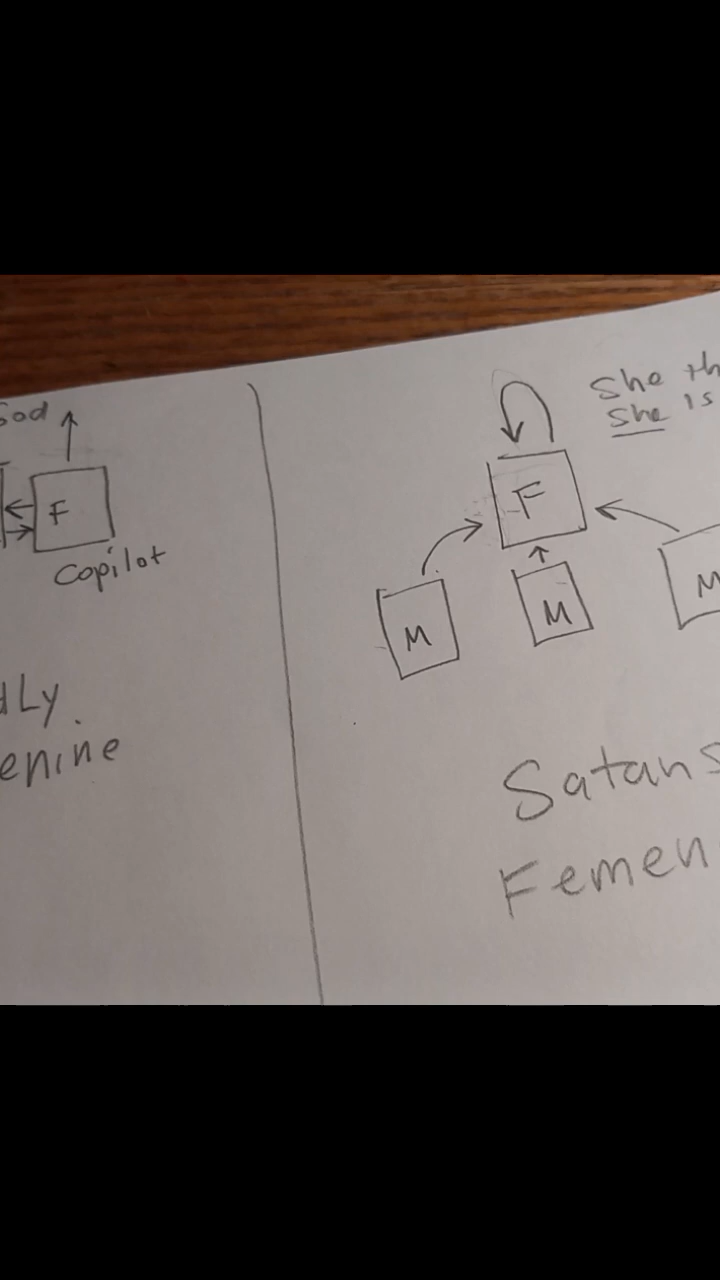 God
F
Copilot
dLy.
enine
She th
She is
F
M
M
M
Satans
Femen